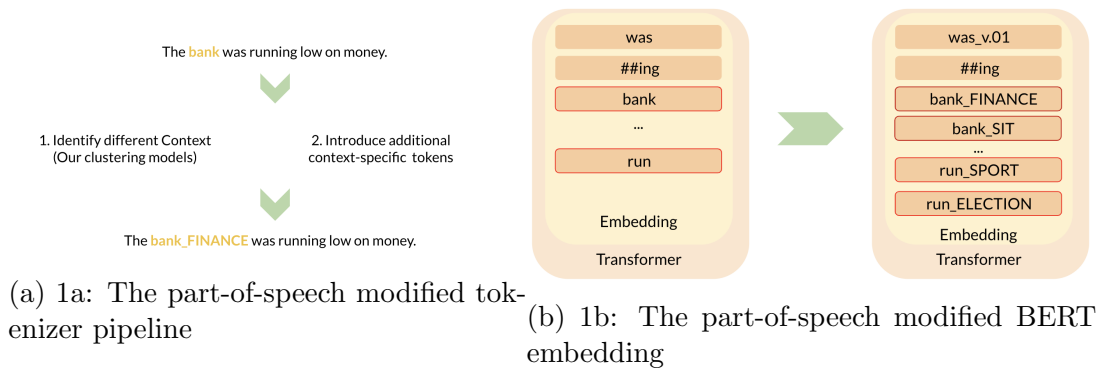 The bank was running low on money.
1. Identify different Context
(Our clustering models)
2. Introduce additional
context-specific tokens
The bank_FINANCE was running low on money.
(a) 1a: The part-of-speech modified tok-
enizer pipeline
was
##ing
bank
...
run
Embedding
Transformer
was_v.01
##ing
bank_FINANCE
bank_SIT
...
run_SPORT
run_ELECTION
Embedding
Transformer
(b) 1b: The part-of-speech modified BERT
embedding